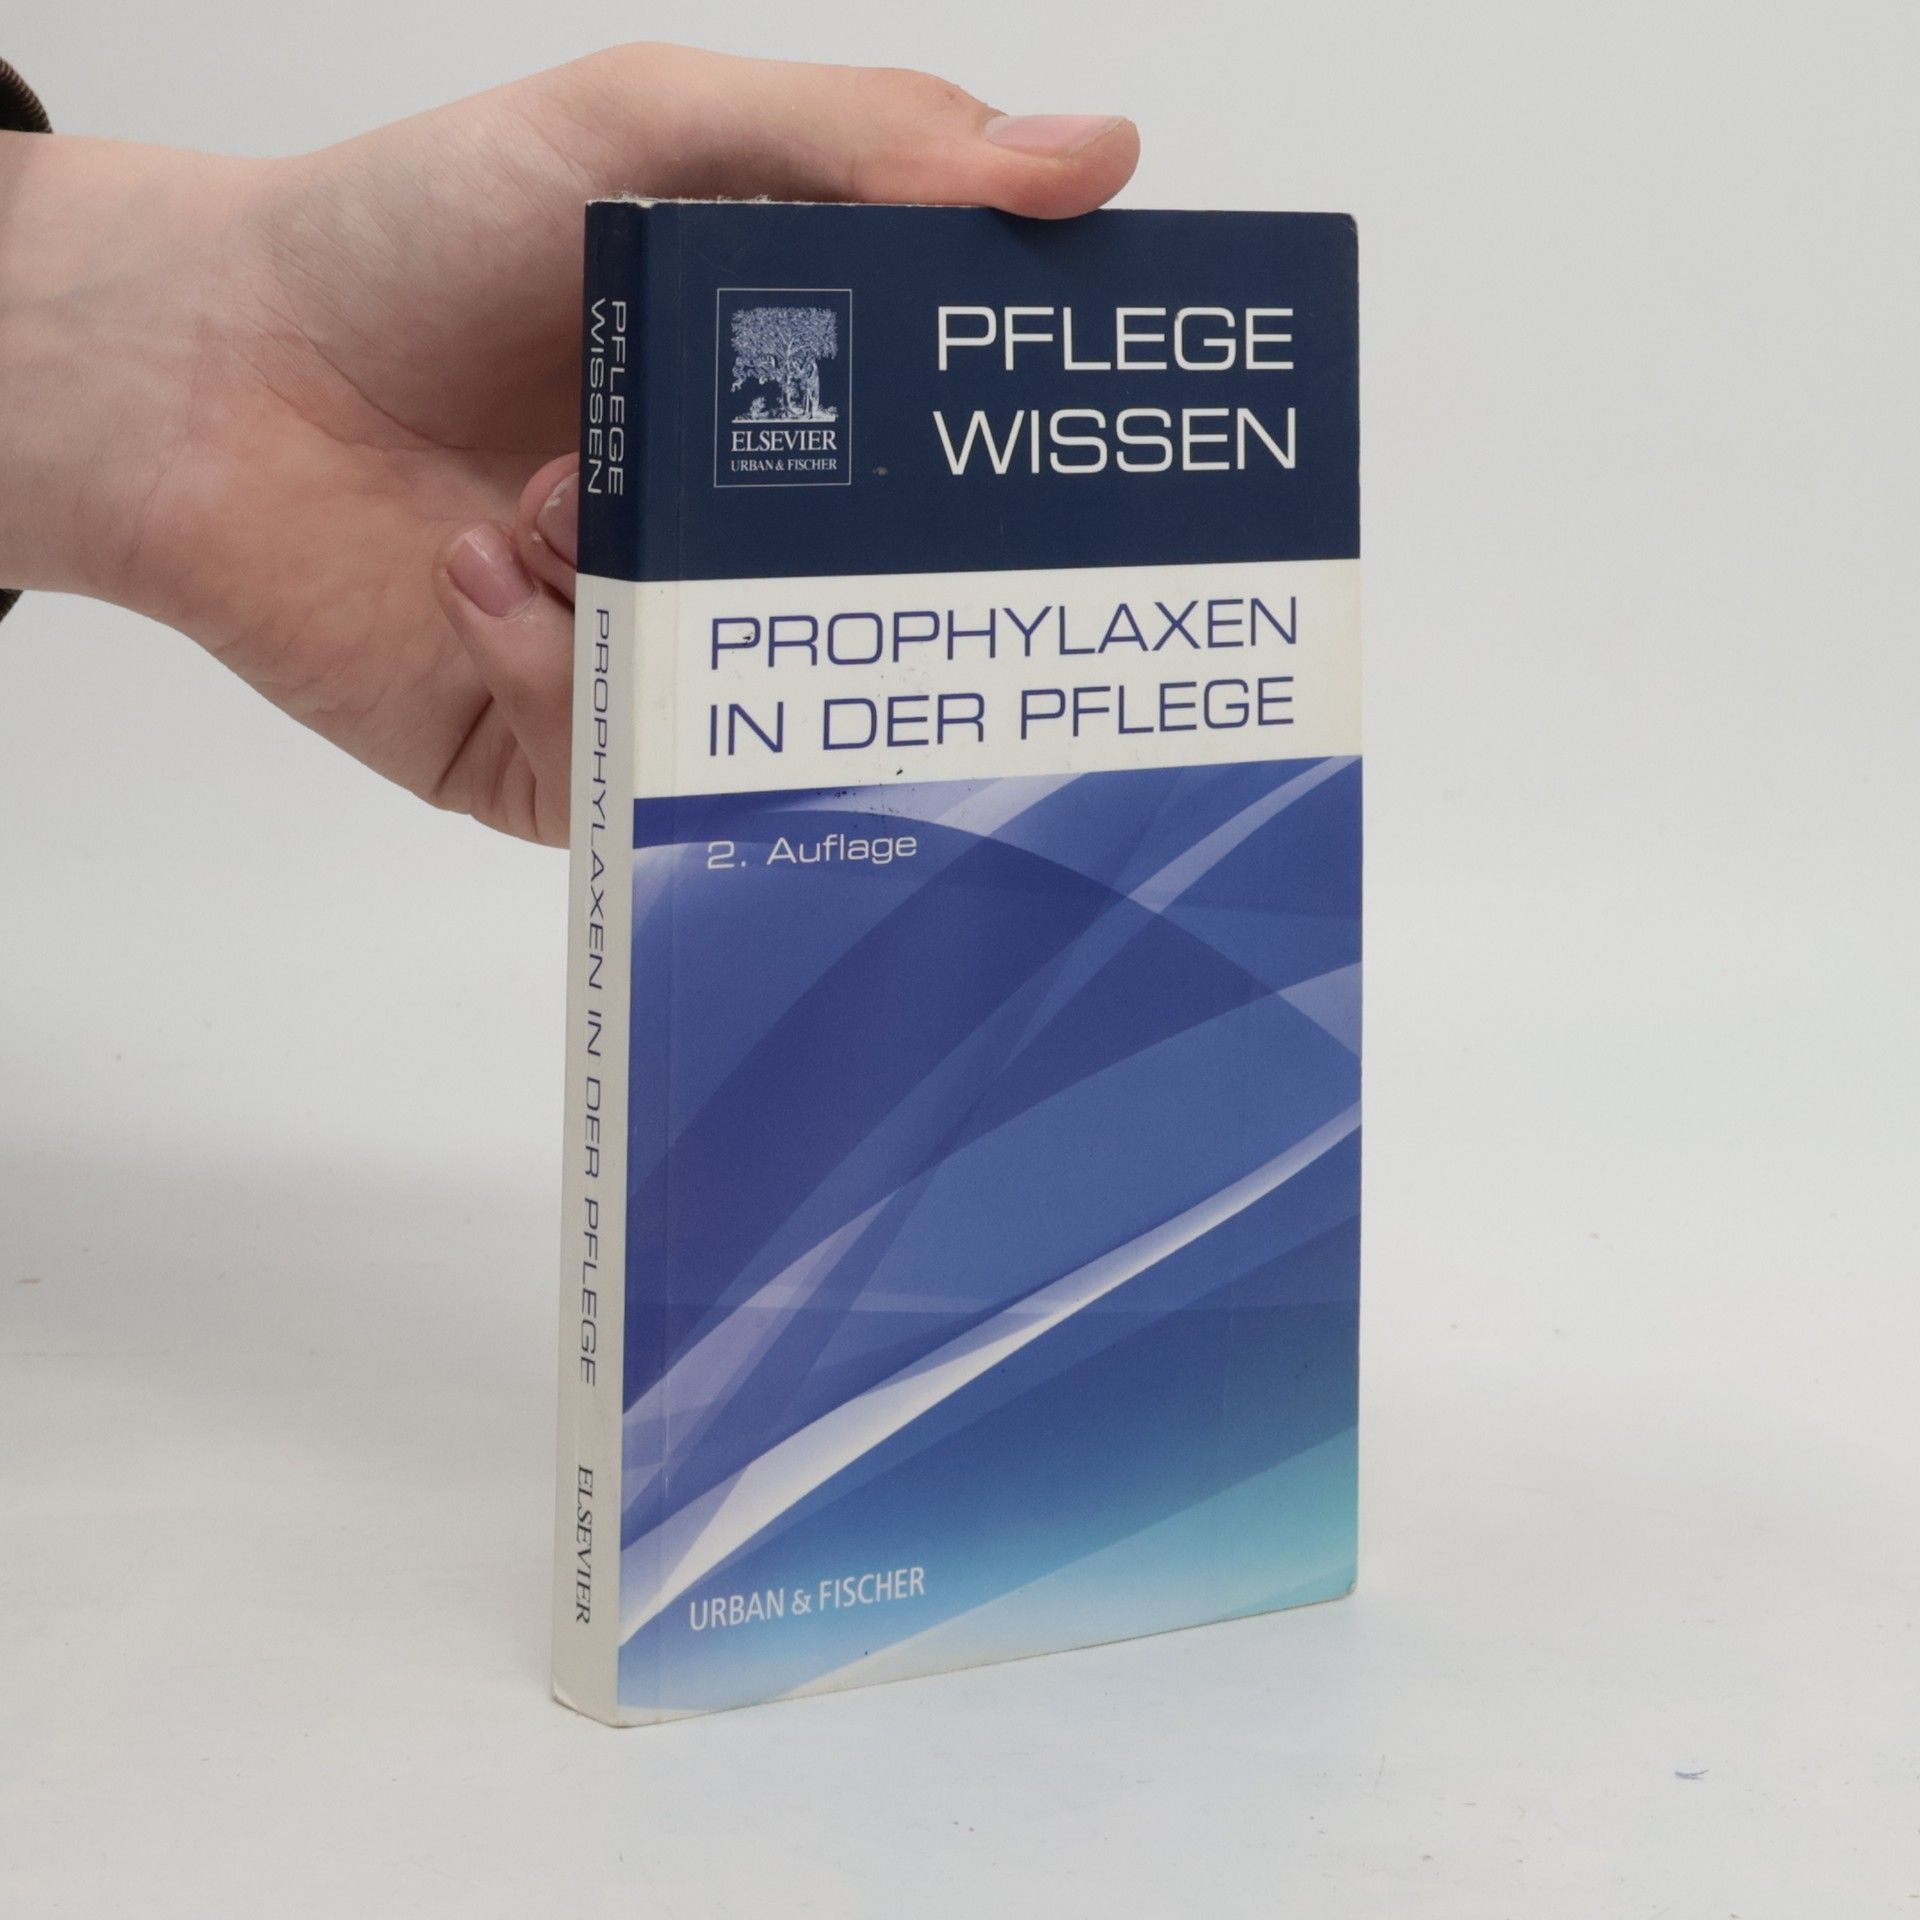 PFLEGE
WISSEN
PROPHYLAXEN IN DER PFLEGE
ELSEVIER
ELSEVIER
URBAN & FISCHER
PFLEGE
WISSEN
PROPHYLAXEN
IN DER PFLEGE
2. Auflage
URBAN & FISCHER